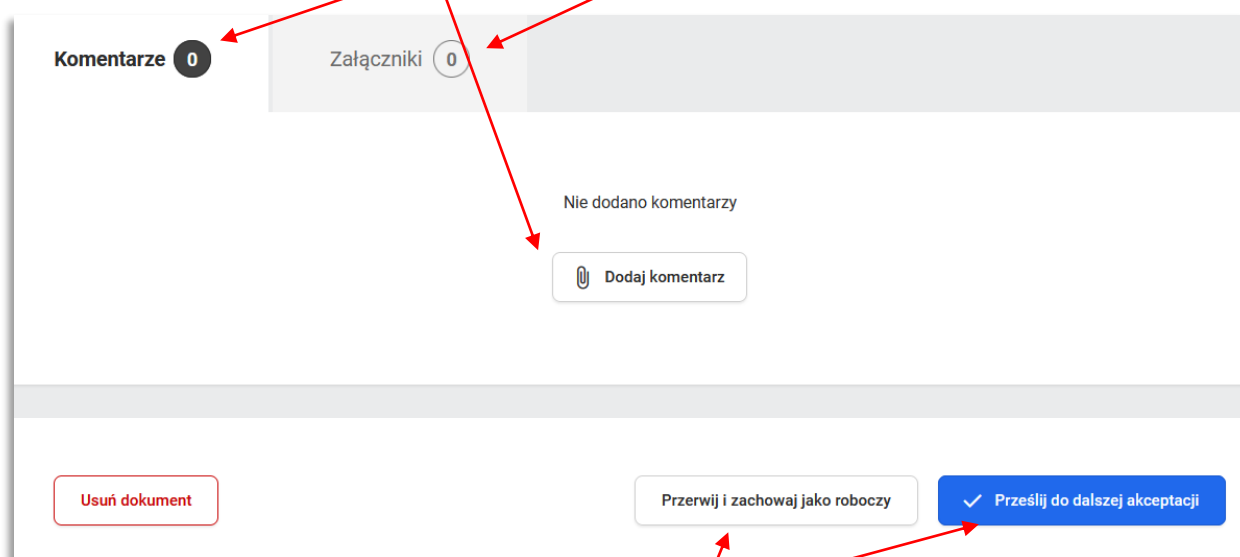 Komentarze 0 Załączniki 0
Nie dodano komentarzy
Dodaj komentarz
Usuń dokument Przerwij i zachowaj jako roboczy Prześlij do dalszej akceptacji